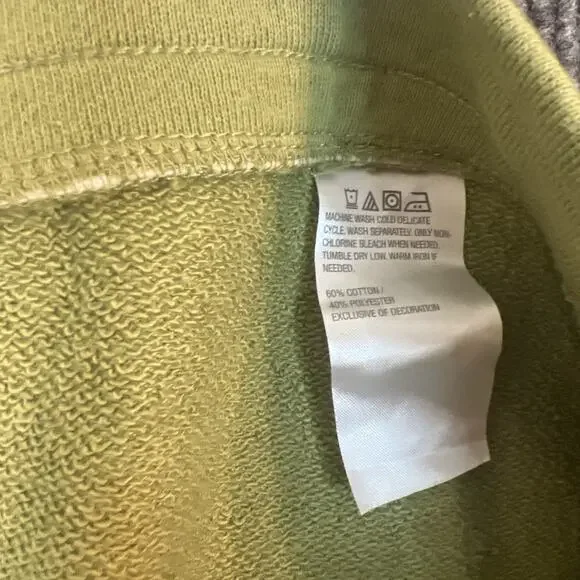 MACHINE WASH COLD DELICATE
CYCLE, WASH SEPARATELY. ONLY NON-
CHLORINE BLEACH WHEN NEEDED.
TUMBLE DRY LOW. WARM IRON IF
NEEDED.
60% COTTON /
40% POLYESTER
EXCLUSIVE OF DECORATION